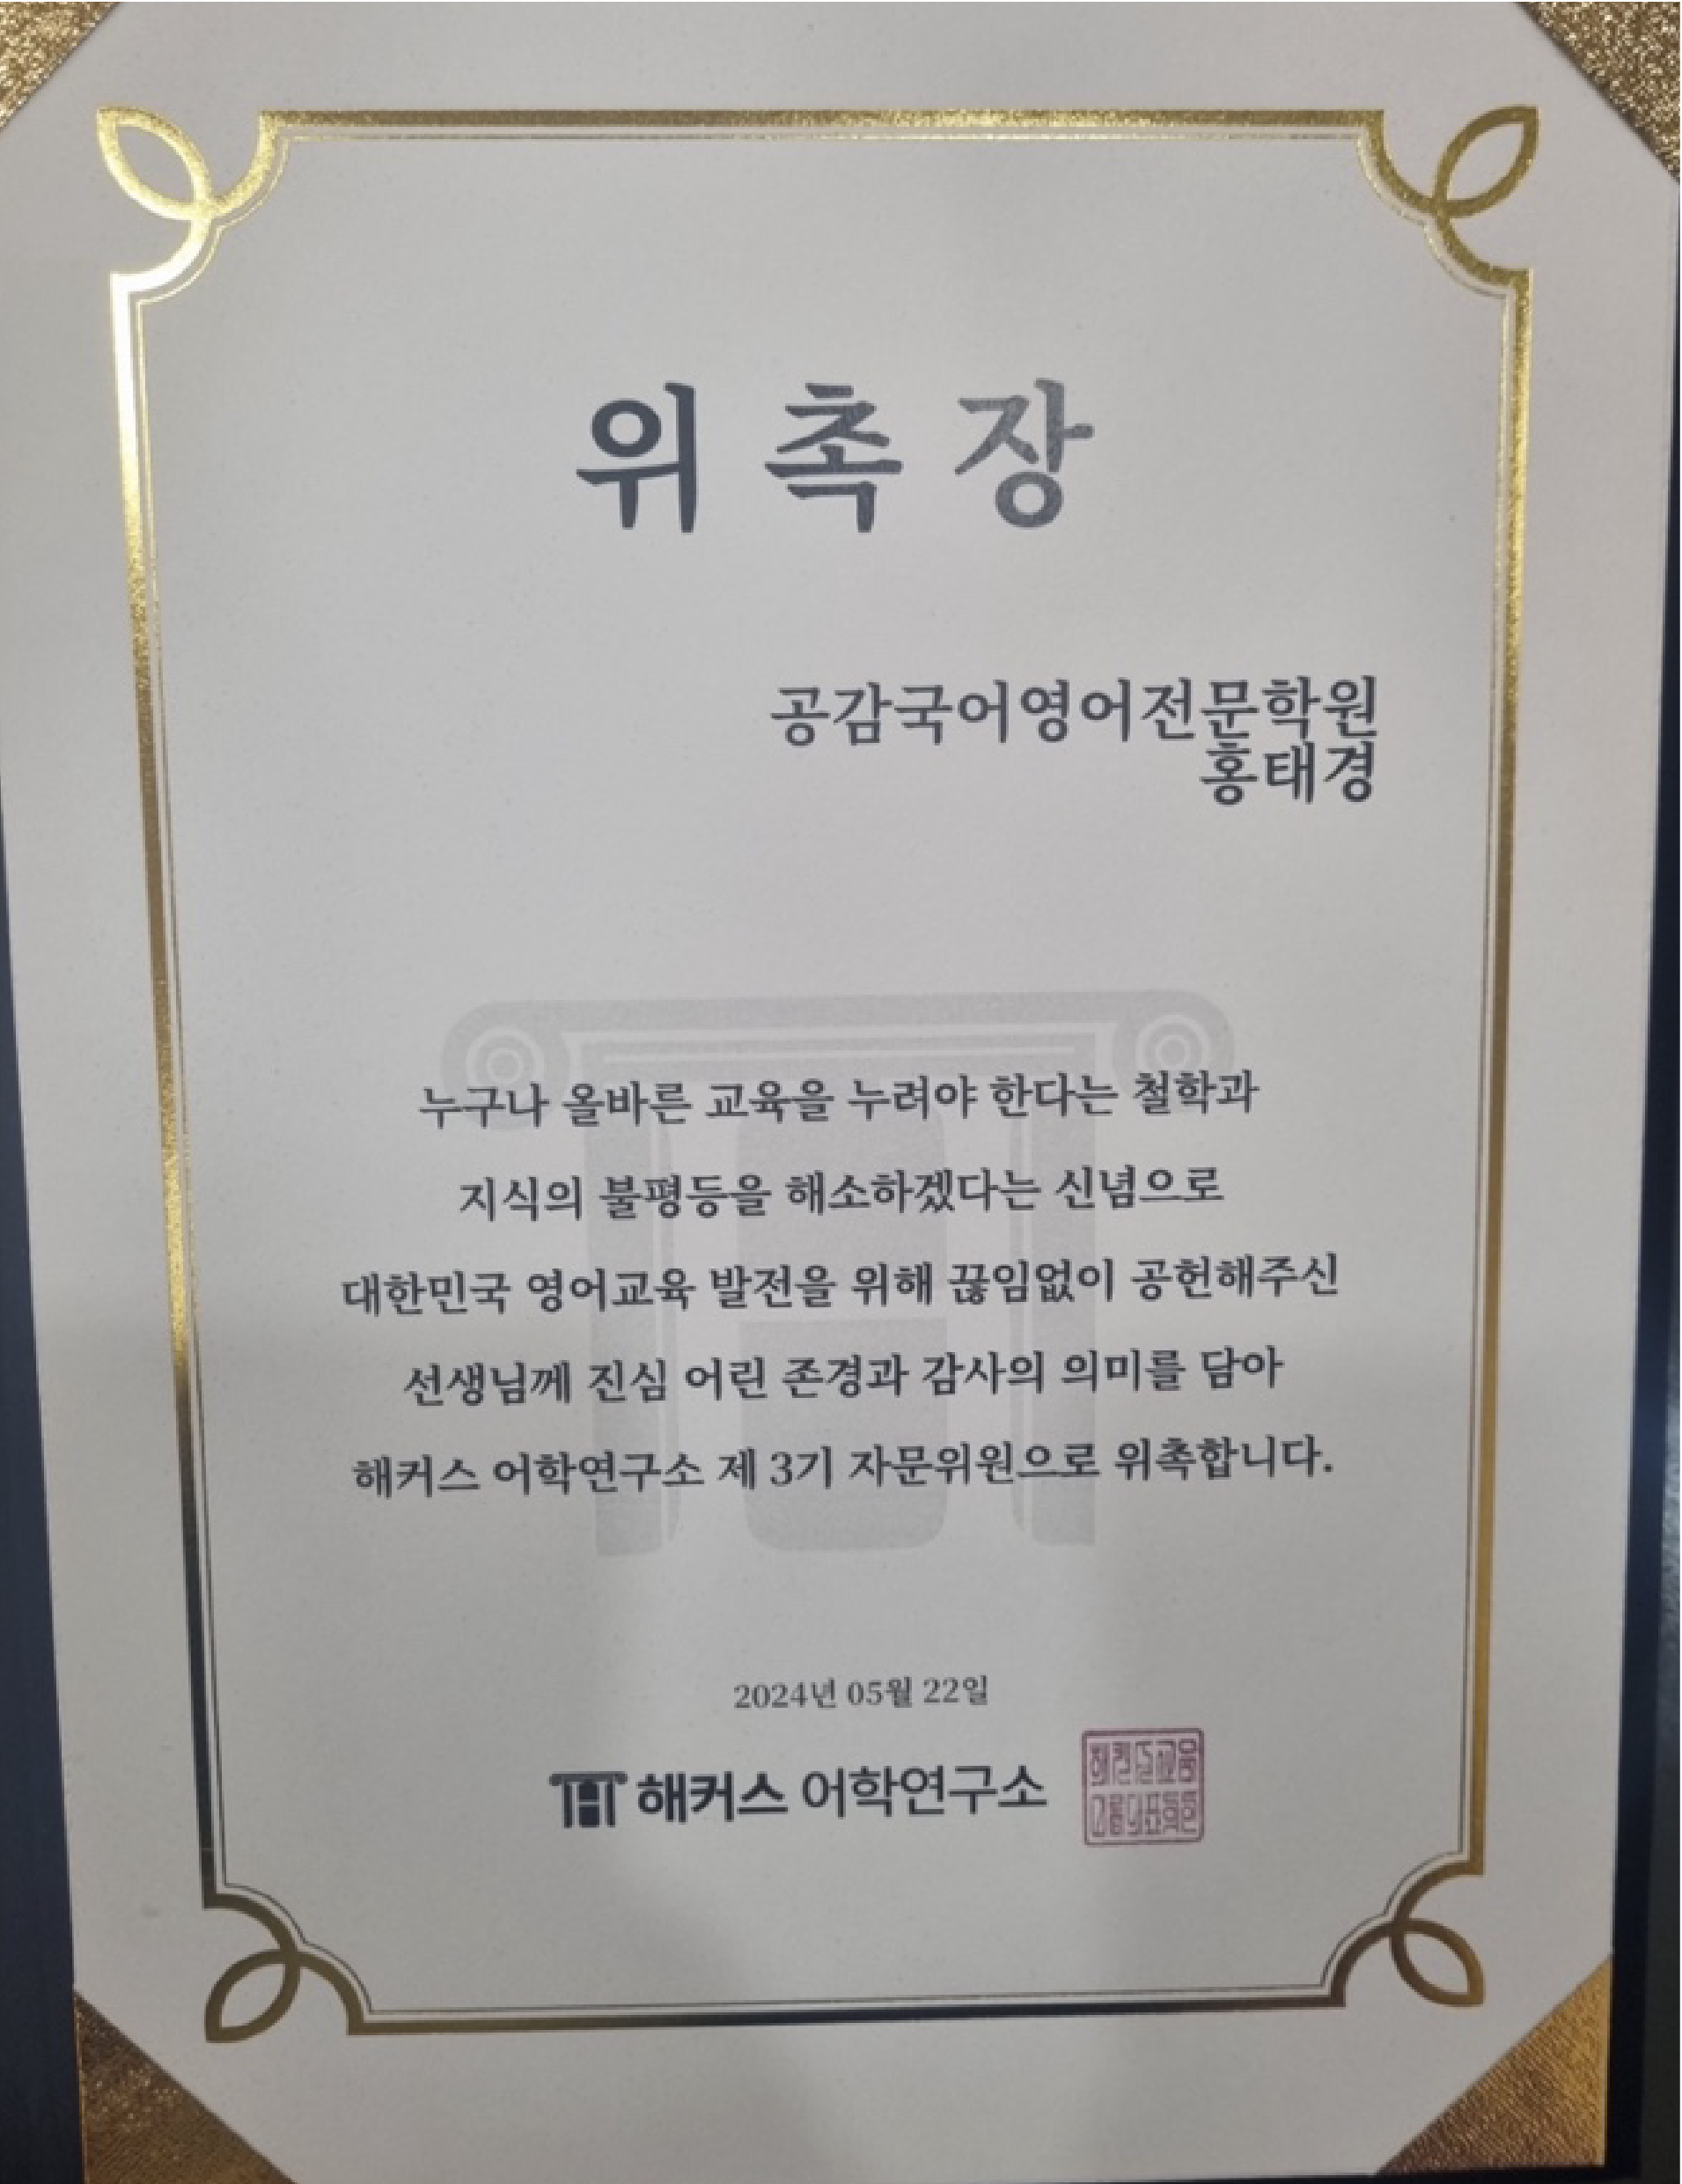 위촉장
공감국어영어전문학원
홍태경
누구나 올바른 교육을 누려야 한다는 철학과
지식의 불평등을 해소하겠다는 신념으로
대한민국 영어교육 발전을 위해 끊임없이 공헌해주신
선생님께 진심 어린 존경과 감사의 의미를 담아
해커스 어학연구소 제 3기 자문위원으로 위촉합니다.
2024년 05월 22일
해커스 어학연구소